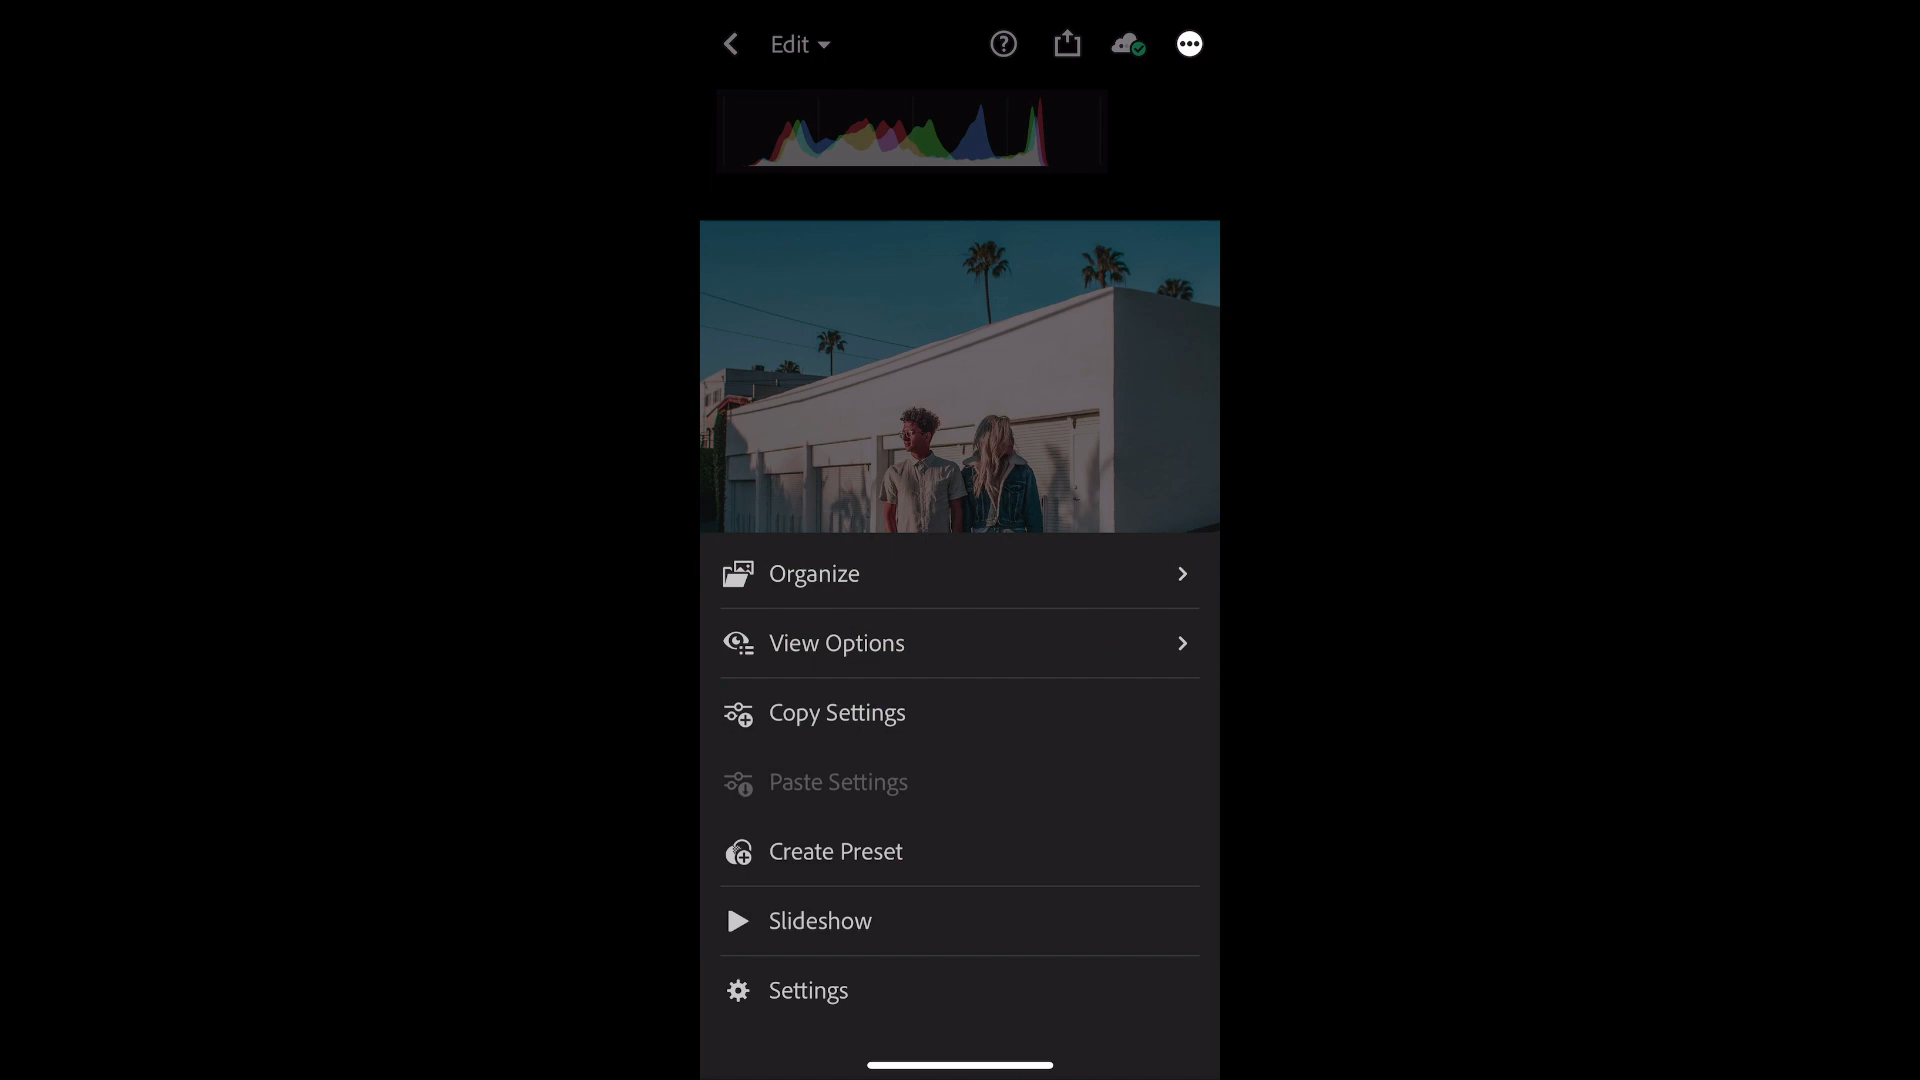 Edit
Organize
View Options
Copy Settings
Paste Settings
Create Preset
Slideshow
Settings